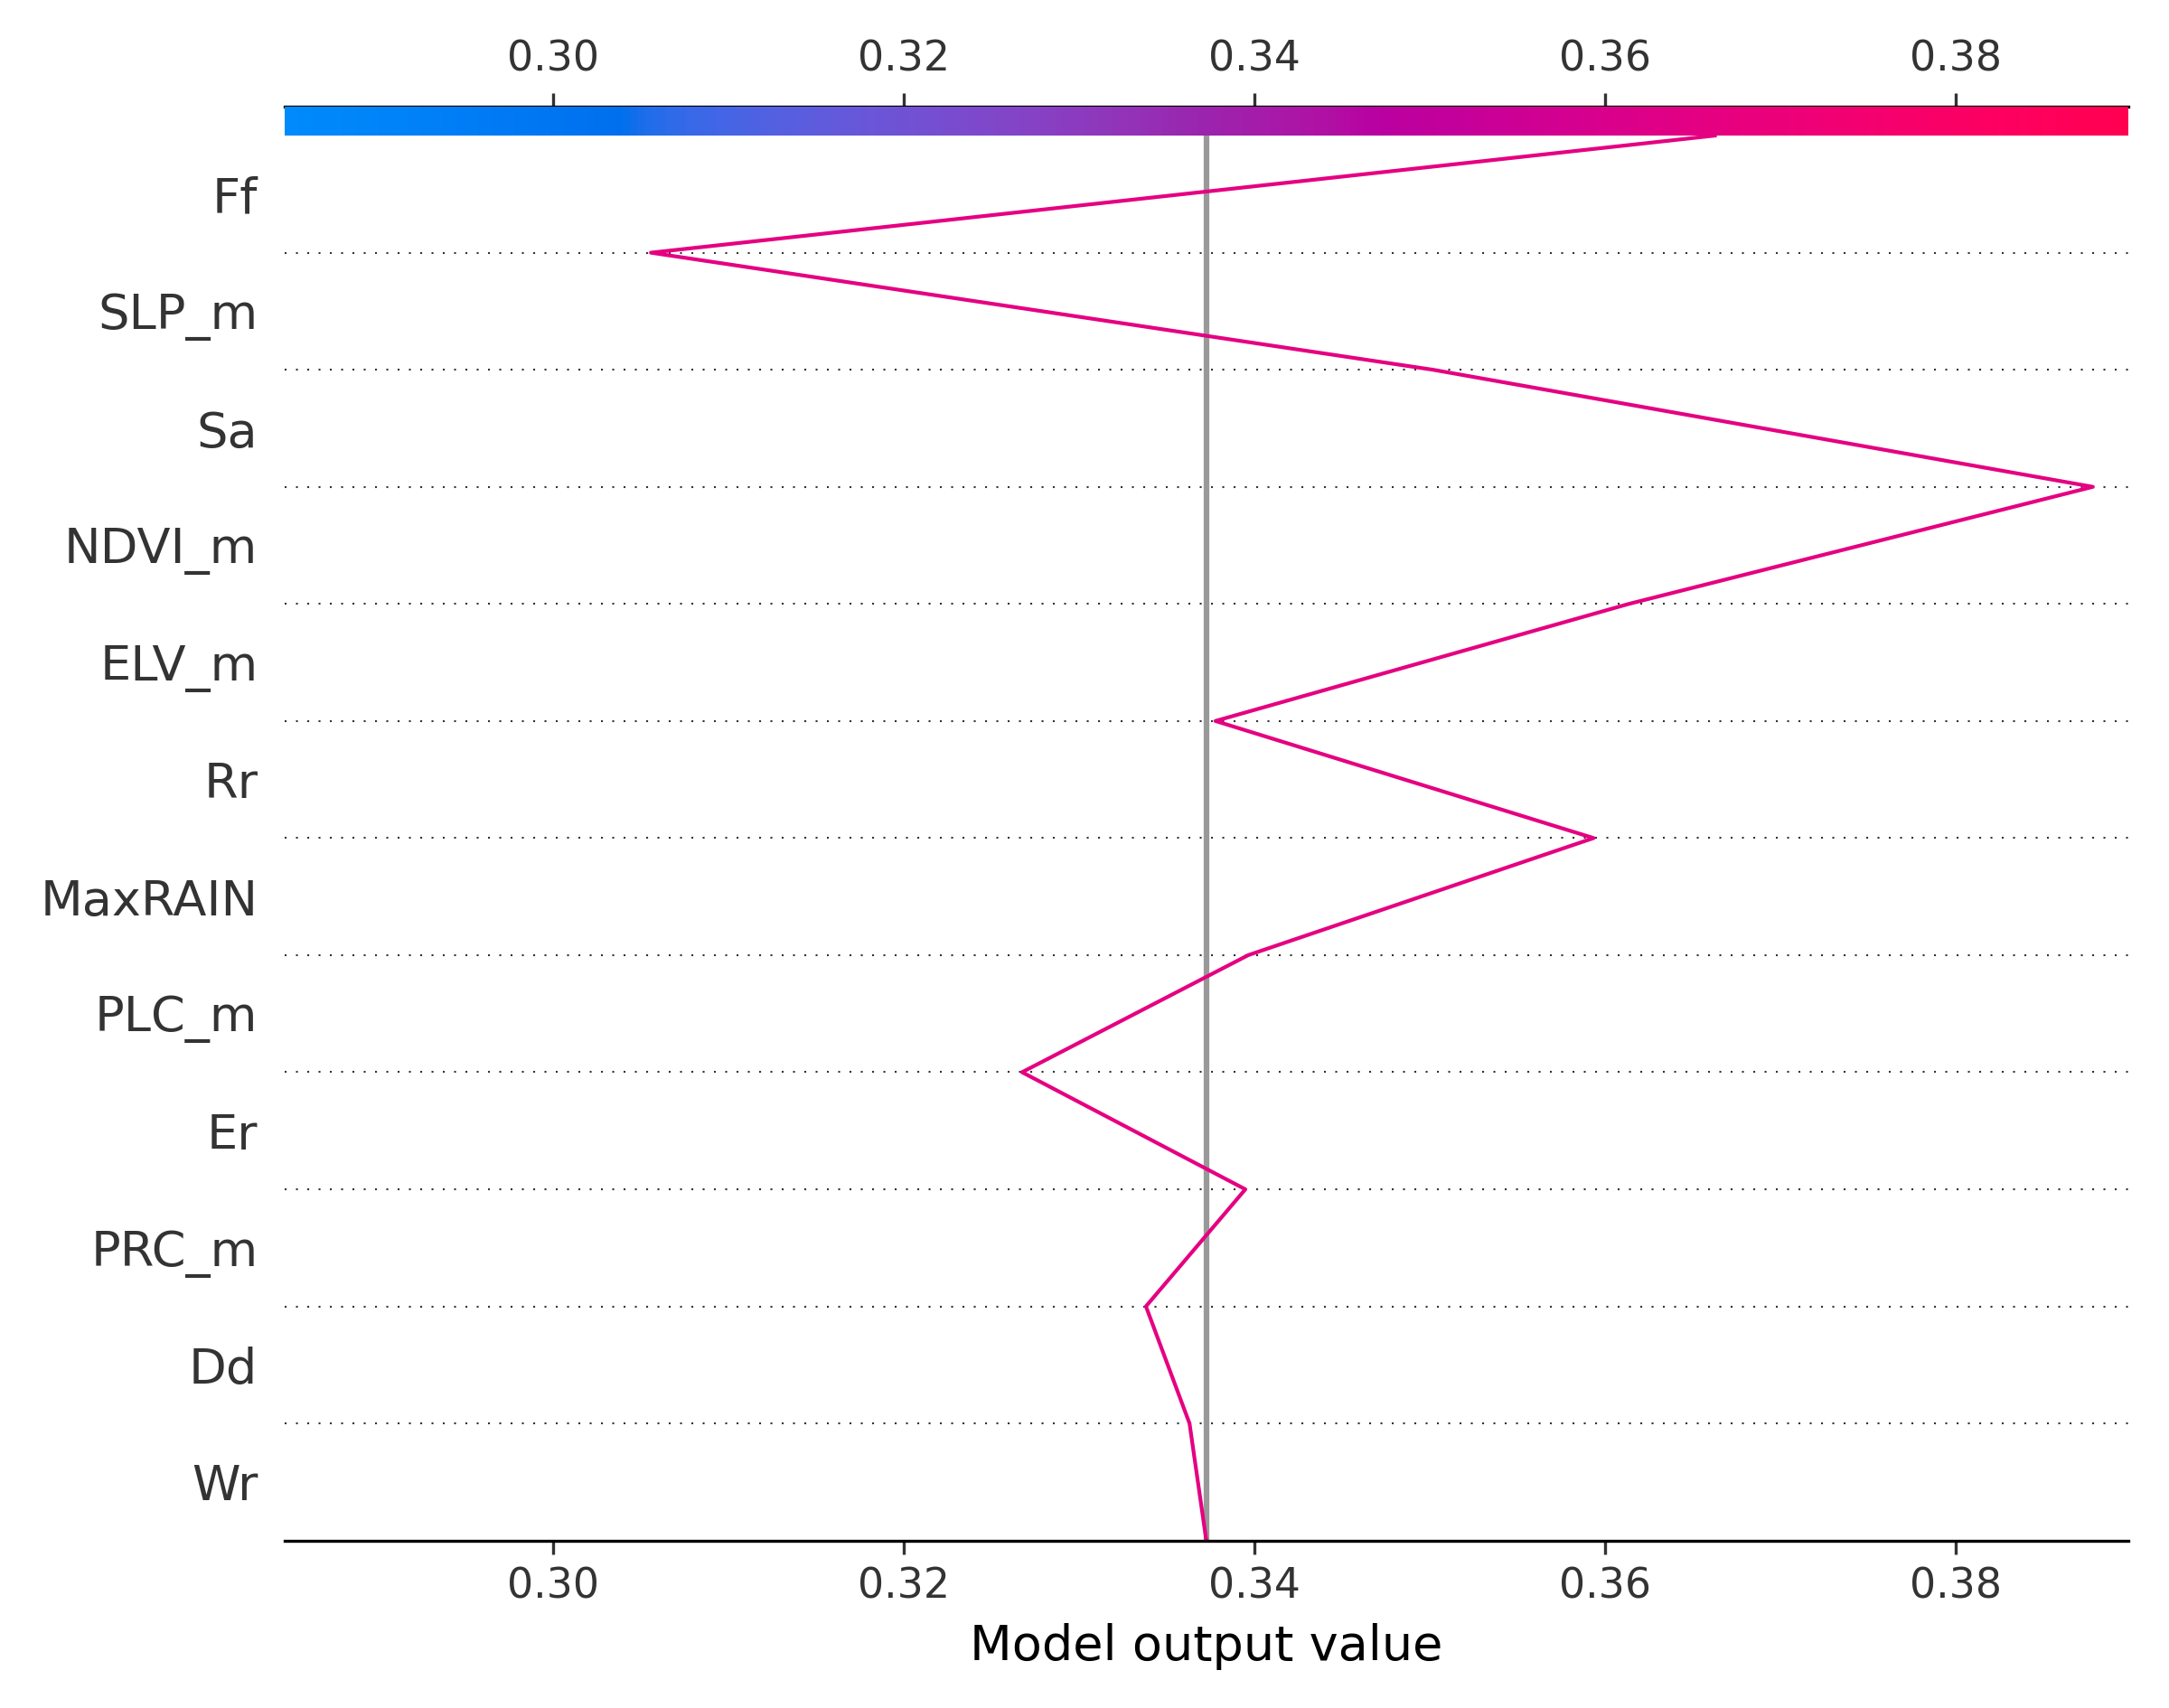 0.30 0.32 0.34 0.36 0.38
Ff
SLP_m
Sa
NDVI_m
ELV_m
Rr
MaxRAIN
PLC_m
Er
PRC_m
Dd
Wr
0.30 0.32 0.34 0.36 0.38
Model output value